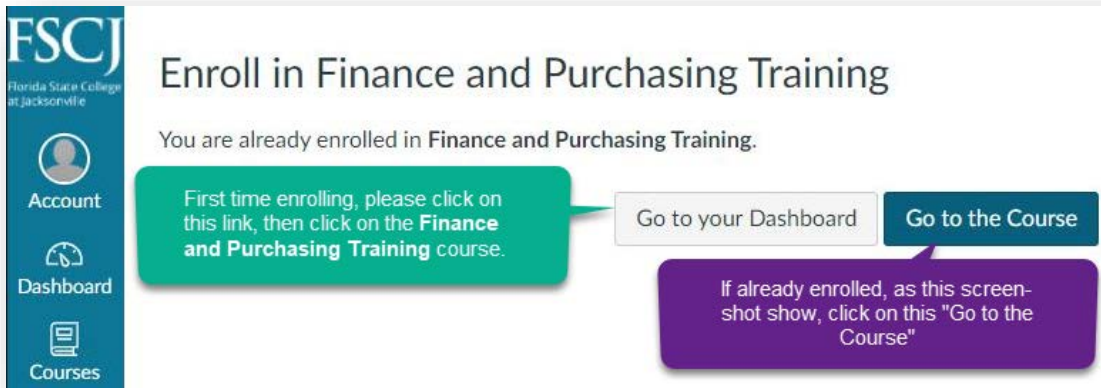 FSCJ
Florida State College
at Jacksonville
Account
Dashboard
Courses
Enroll in Finance and Purchasing Training
You are already enrolled in Finance and Purchasing Training.
First time enrolling, please click on
this link, then click on the Finance
and Purchasing Training course.
Go to your Dashboard
Go to the Course
If already enrolled, as this screen-
shot show, click on this "Go to the
Course"